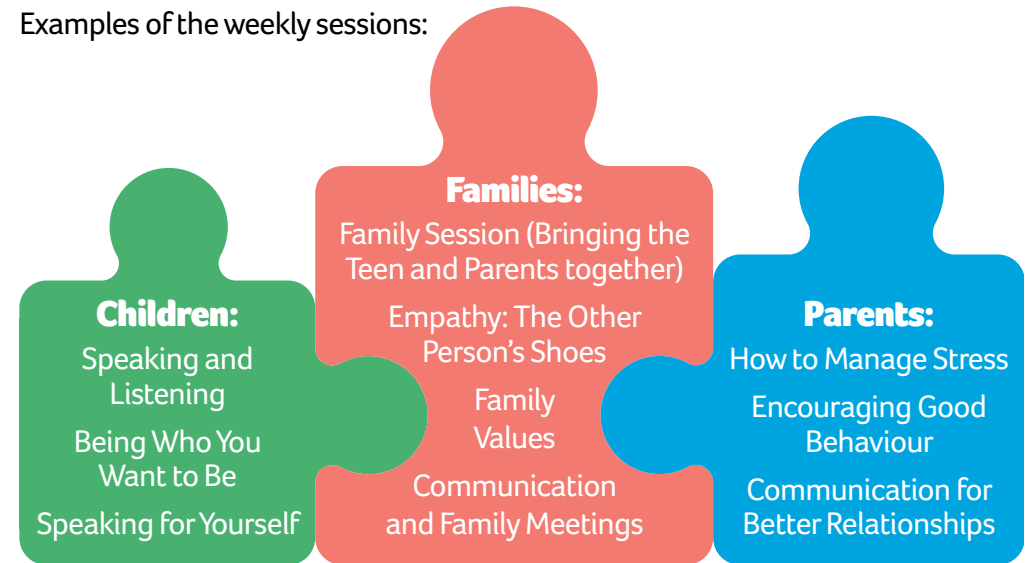 Examples of the weekly sessions:
Children:
Speaking and
Listening
Being Who You
Want to Be
Speaking for Yourself
Families:
Family Session (Bringing the
Teen and Parents together)
Empathy: The Other
Person's Shoes
Family
Values
Communication
and Family Meetings
Parents:
How to Manage Stress
Encouraging Good
Behaviour
Communication for
Better Relationships